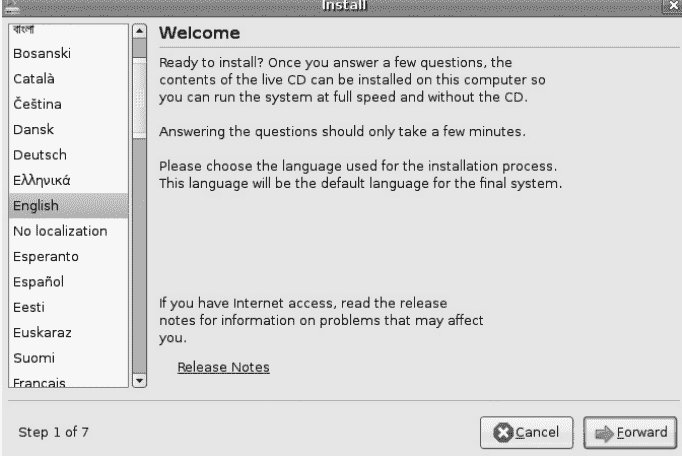 Install
বাংলা
Bosanski
Català
Čeština
Dansk
Deutsch
Ελληνικά
English
No localization
Esperanto
Español
Eesti
Euskaraz
Suomi
Français
Welcome
Ready to install? Once you answer a few questions, the
contents of the live CD can be installed on this computer so
you can run the system at full speed and without the CD.
Answering the questions should only take a few minutes.
Please choose the language used for the installation process.
This language will be the default language for the final system.
If you have Internet access, read the release
notes for information on problems that may affect
you.
Release Notes
Step 1 of 7
Cancel
Forward